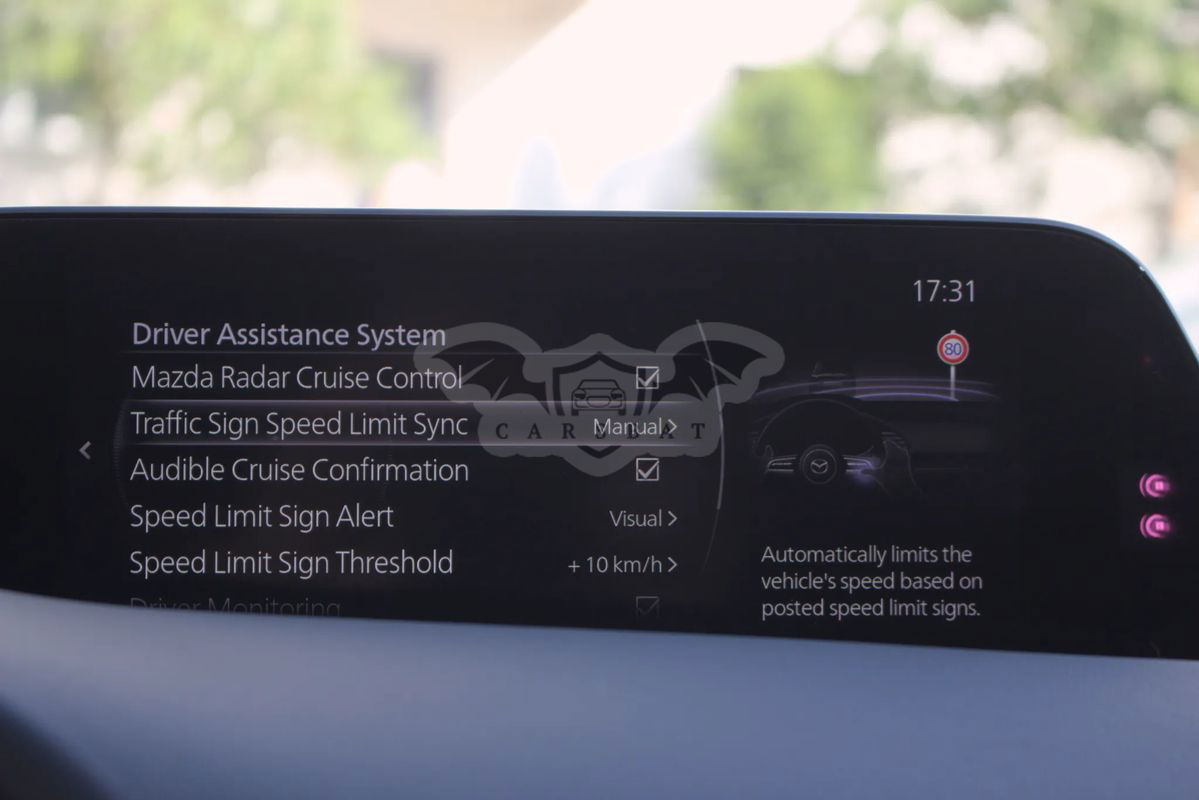 17:31
Driver Assistance System
Mazda Radar Cruise Control
Traffic Sign Speed Limit Sync Manual >
Audible Cruise Confirmation
Speed Limit Sign Alert Visual >
Speed Limit Sign Threshold + 10 km/h >
Driver Monitoring
80
Automatically limits the
vehicle's speed based on
posted speed limit signs.